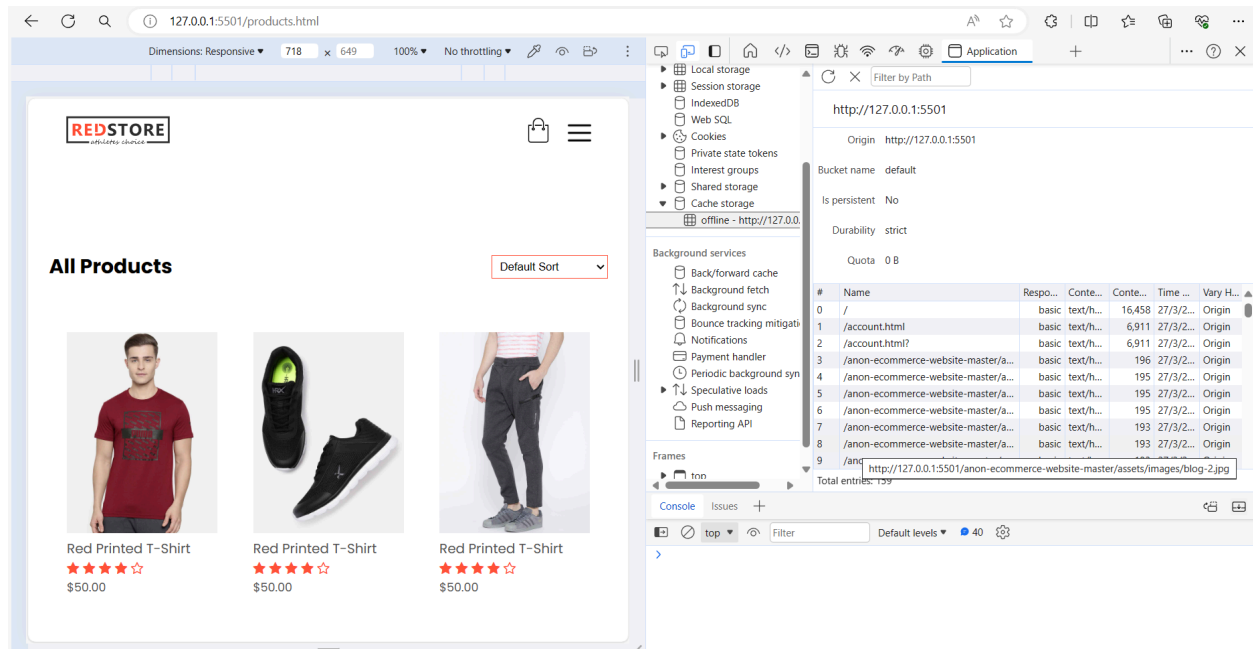 127.0.0.1:5501/products.html
Dimensions: Responsive 718 x 649 100% No throttling
Application
REDSTORE
athletes choice
All Products
Default Sort
Red Printed T-Shirt
$50.00
Red Printed T-Shirt
$50.00
Red Printed T-Shirt
$50.00
Local storage
Session storage
IndexedDB
Web SQL
Cookies
Private state tokens
Interest groups
Shared storage
Cache storage
offline - http://127.0.0.
Background services
Back/forward cache
Background fetch
Background sync
Bounce tracking mitigati
Notifications
Payment handler
Periodic background syn
Speculative loads
Push messaging
Reporting API
Frames
top
Filter by Path
http://127.0.0.1:5501
Origin http://127.0.0.1:5501
Bucket name default
Is persistent No
Durability strict
Quota 0 B
# Name Respo... Conte... Conte... Time ... Vary H...
0 / basic text/h... 16,458 27/3/2... Origin
1 /account.html basic text/h... 6,911 27/3/2... Origin
2 /account.html? basic text/h... 6,911 27/3/2... Origin
3 /anon-ecommerce-website-master/a... basic text/h... 196 27/3/2... Origin
4 /anon-ecommerce-website-master/a... basic text/h... 195 27/3/2... Origin
5 /anon-ecommerce-website-master/a... basic text/h... 195 27/3/2... Origin
6 /anon-ecommerce-website-master/a... basic text/h... 195 27/3/2... Origin
7 /anon-ecommerce-website-master/a... basic text/h... 193 27/3/2... Origin
8 /anon-ecommerce-website-master/a... basic text/h... 193 27/3/2... Origin
9
http://127.0.0.1:5501/anon-ecommerce-website-master/assets/images/blog-2.jpg
Total entries: 159
Console Issues
top Filter Default levels 40